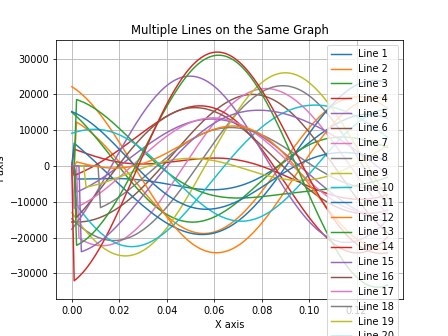 Multiple Lines on the Same Graph
30000
20000
10000
0
−10000
−20000
−30000
0.00
0.02
0.04
0.06
0.08
0.10
X axis
axis
Line 1
Line 2
Line 3
Line 4
Line 5
Line 6
Line 7
Line 8
Line 9
Line 10
Line 11
Line 12
Line 13
Line 14
Line 15
Line 16
Line 17
Line 18
Line 19
Line 20